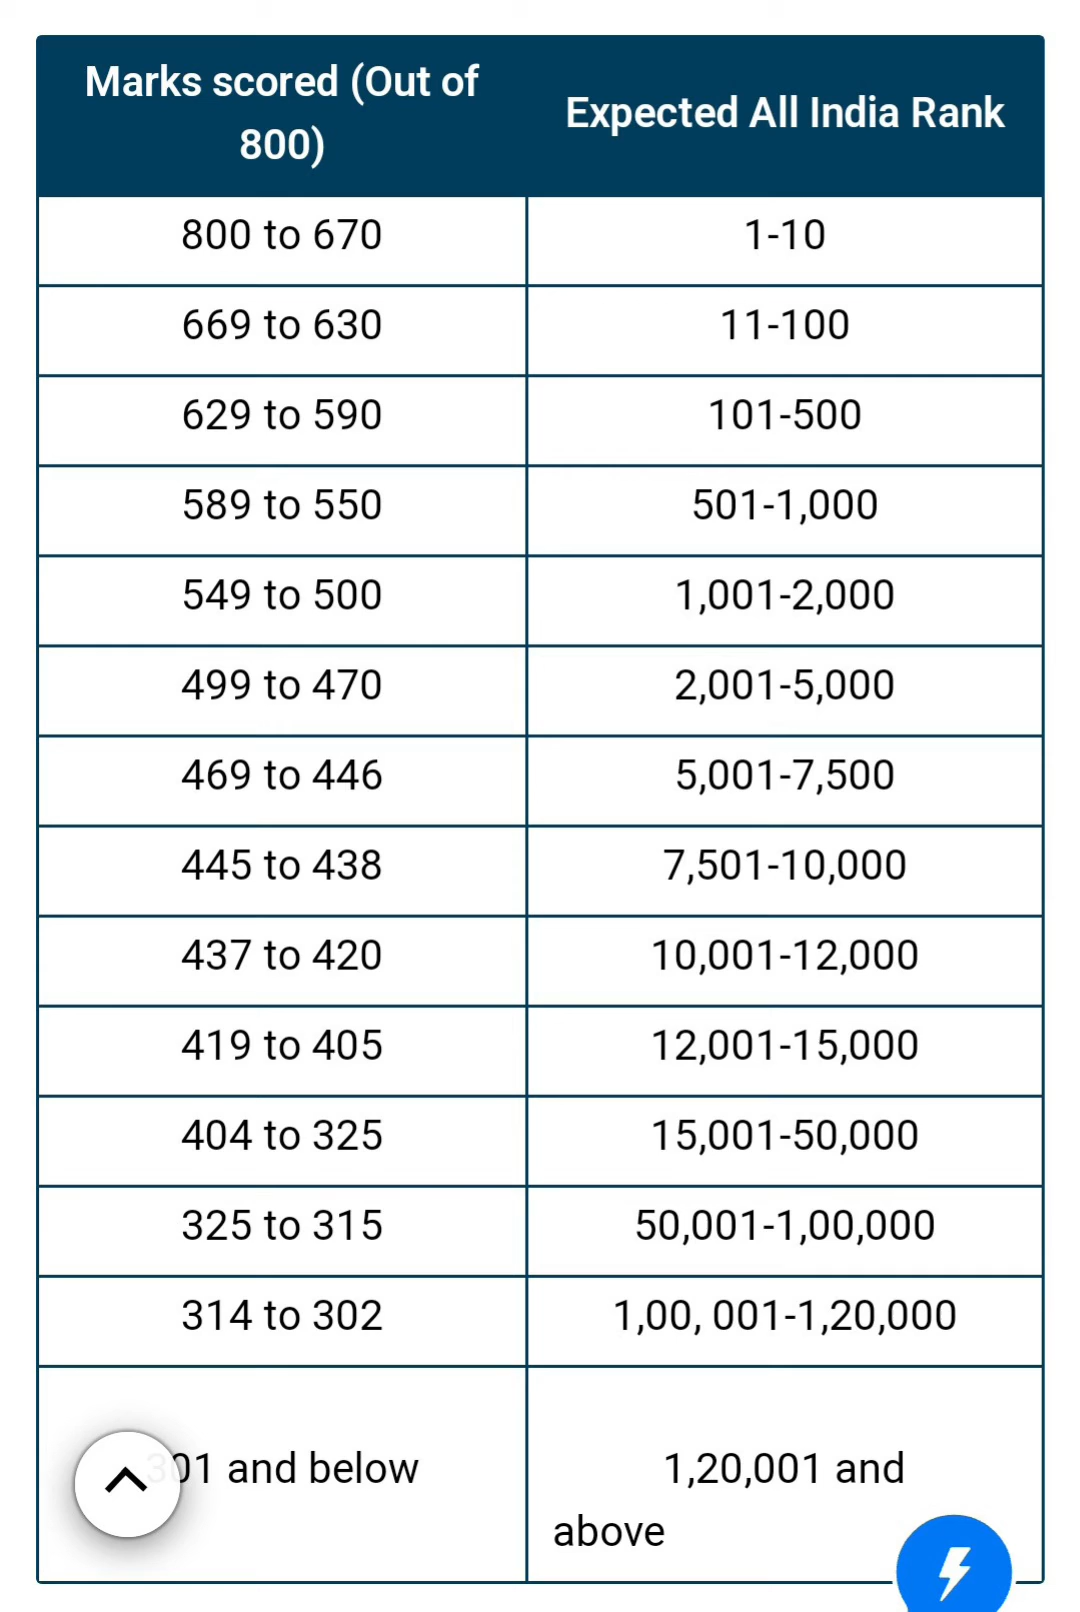 Marks scored (Out of
800)
Expected All India Rank
800 to 670
1-10
669 to 630
11-100
629 to 590
101-500
589 to 550
501-1,000
549 to 500
1,001-2,000
499 to 470
2,001-5,000
469 to 446
5,001-7,500
445 to 438
7,501-10,000
437 to 420
10,001-12,000
419 to 405
12,001-15,000
404 to 325
15,001-50,000
325 to 315
50,001-1,00,000
314 to 302
1,00, 001-1,20,000
301 and below
1,20,001 and
above